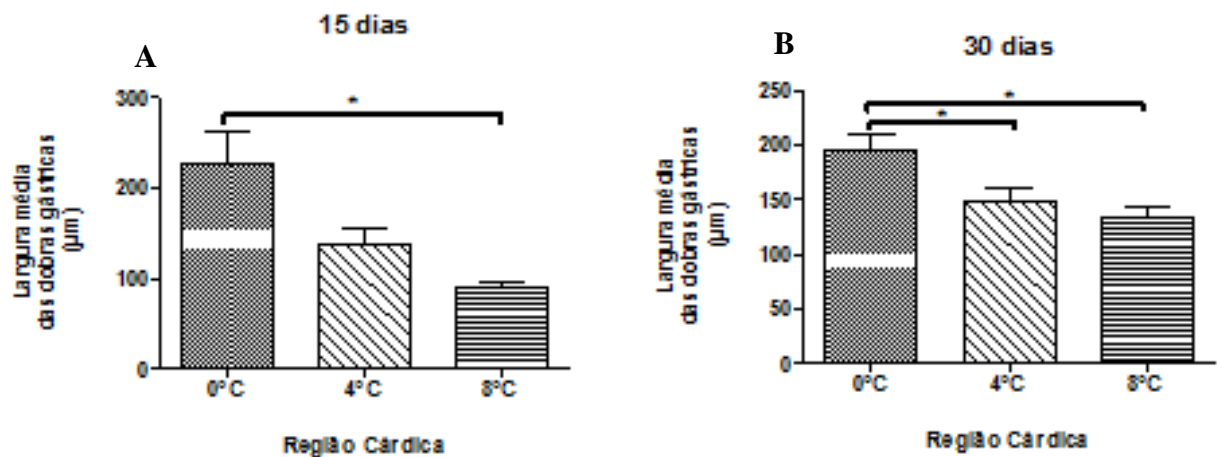 A
15 dias
Largura média
das dobras gástricas
(µm)
300
200
100
0
*
0°C
4°C
8°C
Região Cárdica
B
30 dias
Largura média
das dobras gástricas
(µm)
250
200
150
100
50
0
*
*
0°C
4°C
8°C
Região Cárdica